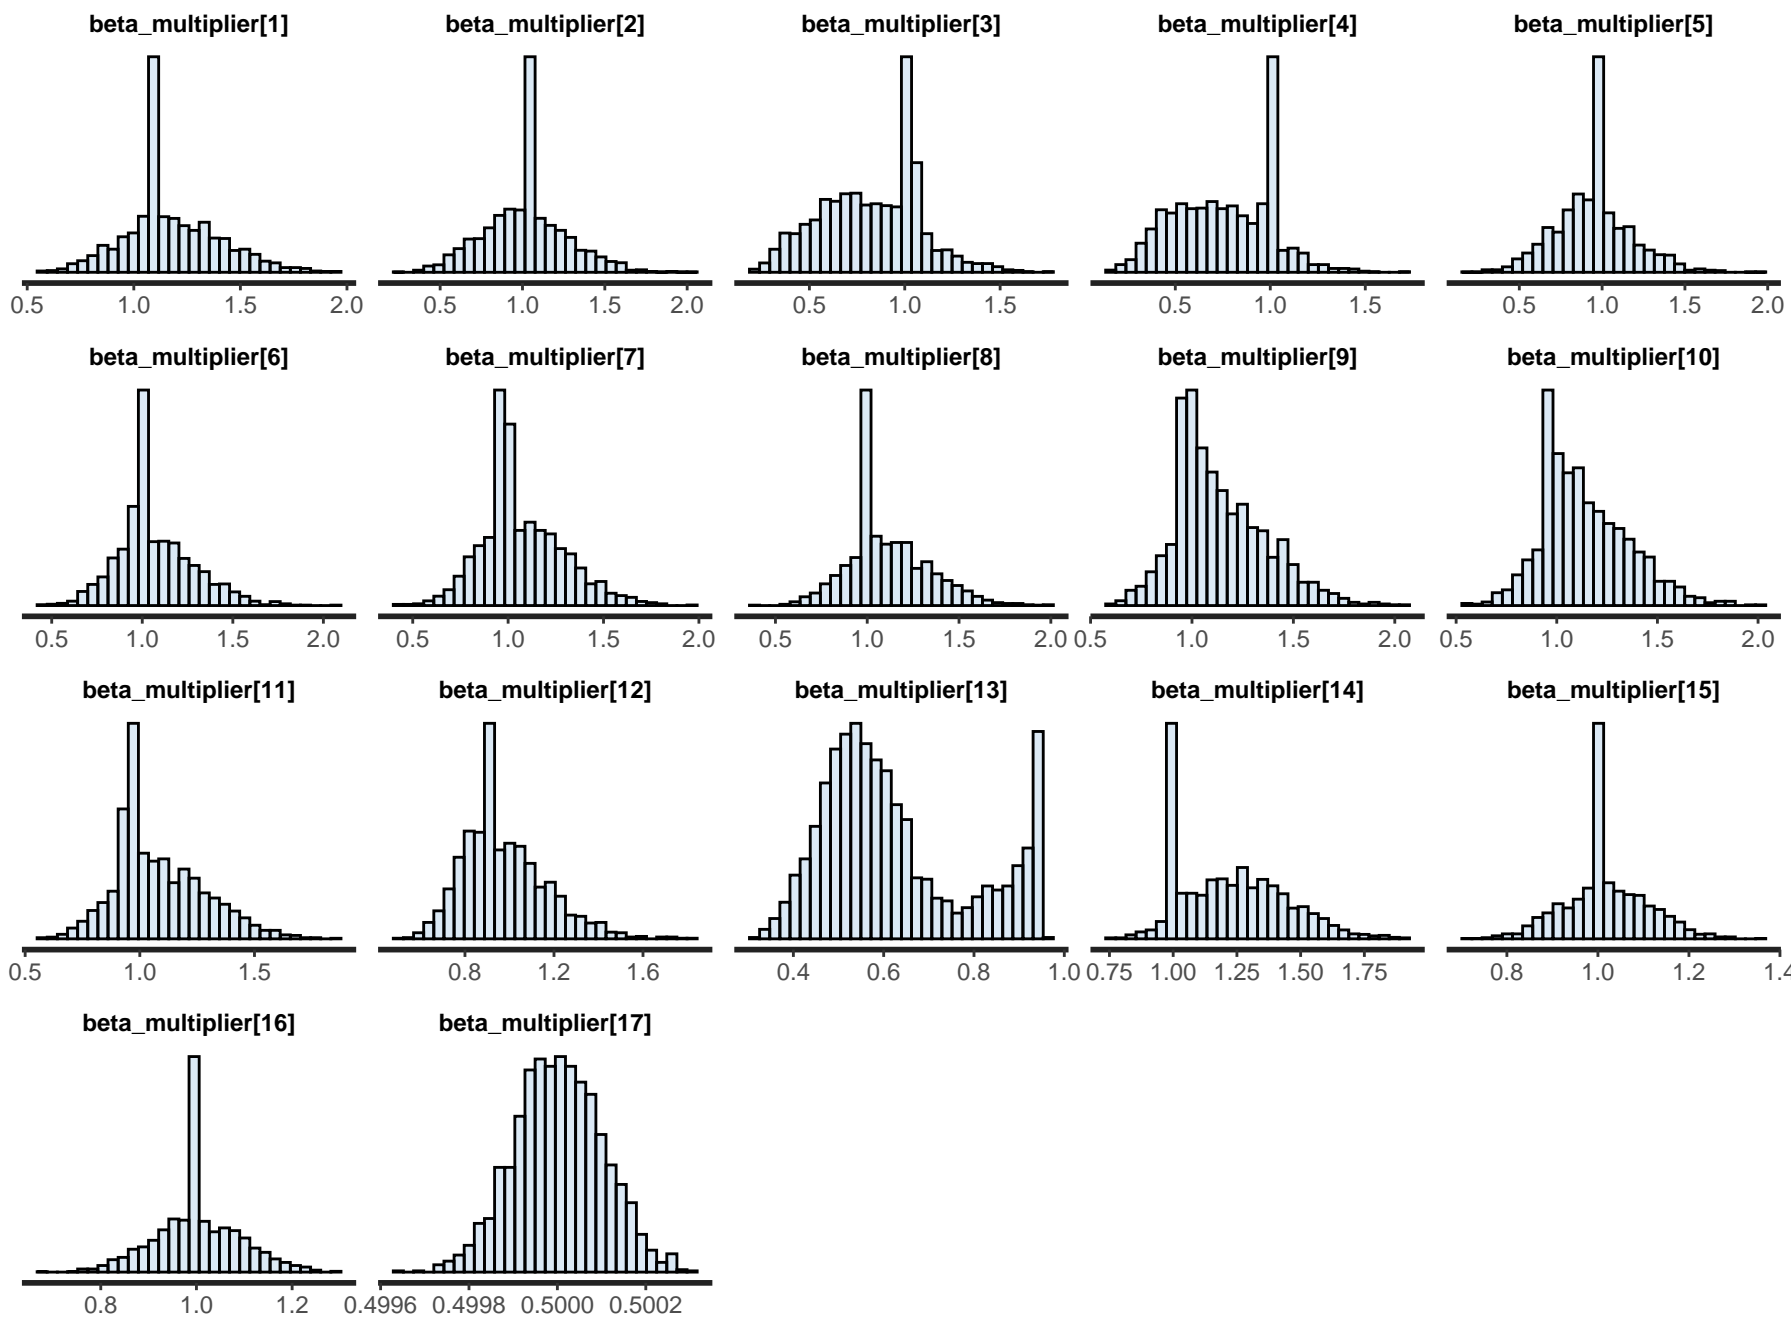 beta_multiplier[1] beta_multiplier[2] beta_multiplier[3] beta_multiplier[4] beta_multiplier[5]
0.5 1.0 1.5 2.0 0.5 1.0 1.5 2.0 0.5 1.0 1.5 0.5 1.0 1.5 0.5 1.0 1.5 2.0
beta_multiplier[6] beta_multiplier[7] beta_multiplier[8] beta_multiplier[9] beta_multiplier[10]
0.5 1.0 1.5 2.0 0.5 1.0 1.5 2.0 0.5 1.0 1.5 2.0 0.5 1.0 1.5 2.0 0.5 1.0 1.5 2.0
beta_multiplier[11] beta_multiplier[12] beta_multiplier[13] beta_multiplier[14] beta_multiplier[15]
0.5 1.0 1.5 0.8 1.2 1.6 0.4 0.6 0.8 1.0 0.75 1.00 1.25 1.50 1.75 0.8 1.0 1.2 1.4
beta_multiplier[16] beta_multiplier[17]
0.8 1.0 1.2 0.4996 0.4998 0.5000 0.5002